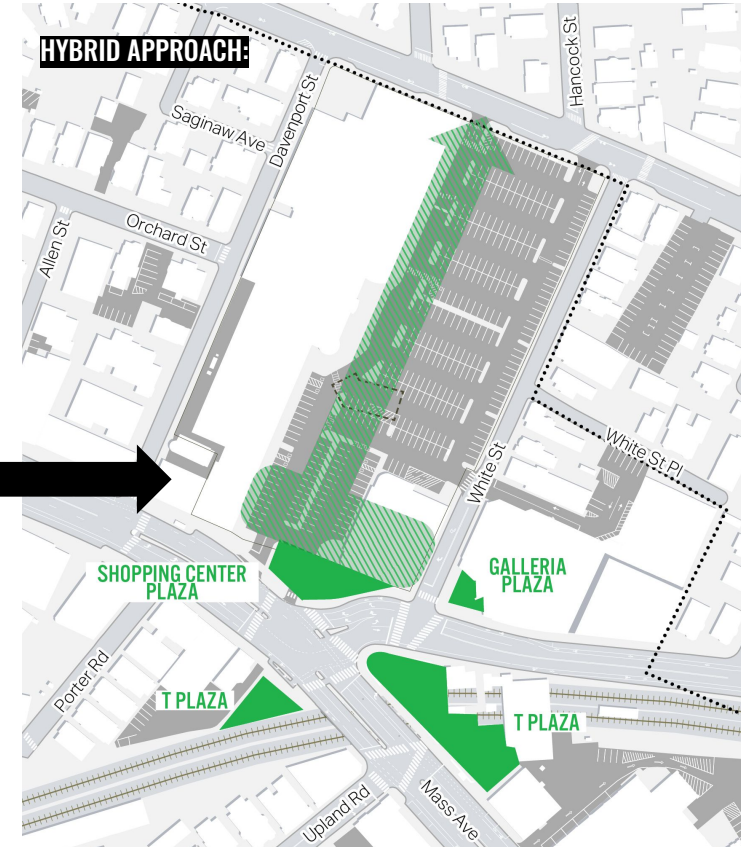 HYBRID APPROACH:
Hancock St
Saginaw Ave
Davenport St
Orchard St
Allen St
White St Pl
White St
SHOPPING CENTER
PLAZA
GALLERIA
PLAZA
Porter Rd
T PLAZA
T PLAZA
Upland Rd
Mass Ave